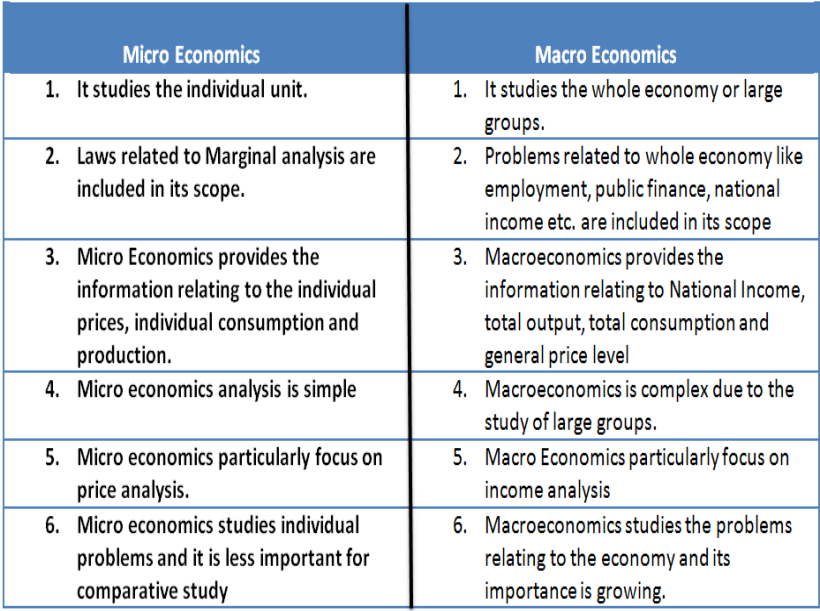 Micro Economics
Macro Economics
1. It studies the individual unit.
1. It studies the whole economy or large
groups.
2. Laws related to Marginal analysis are
included in its scope.
2. Problems related to whole economy like
employment, public finance, national
income etc. are included in its scope
3. Micro Economics provides the
information relating to the individual
prices, individual consumption and
production.
3. Macroeconomics provides the
information relating to National Income,
total output, total consumption and
general price level
4. Micro economics analysis is simple
4. Macroeconomics is complex due to the
study of large groups.
5. Micro economics particularly focus on
price analysis.
5. Macro Economics particularly focus on
income analysis
6. Micro economics studies individual
problems and it is less important for
comparative study
6. Macroeconomics studies the problems
relating to the economy and its
importance is growing.